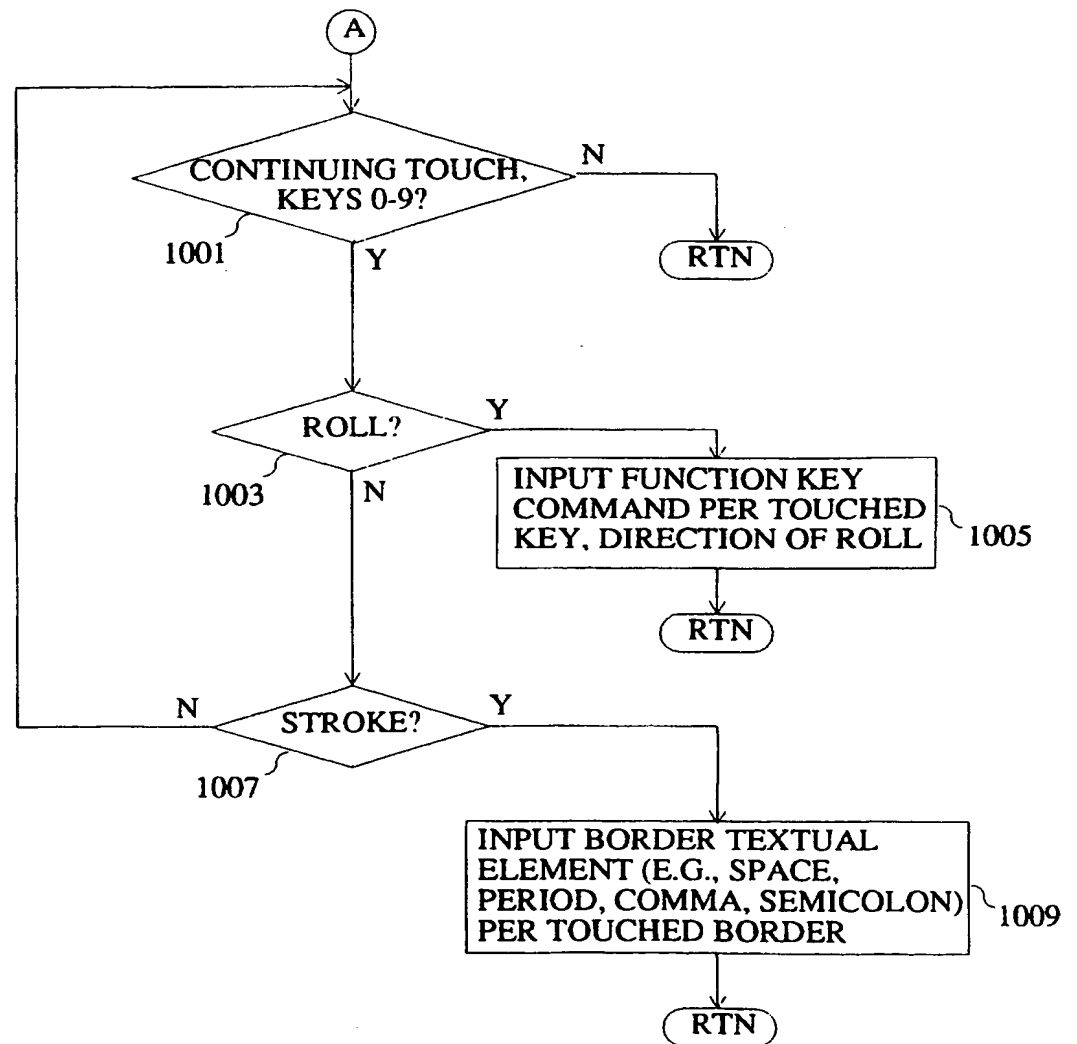 A
CONTINUING TOUCH,
KEYS 0-9?
N
1001
Y
RTN
ROLL?
Y
1003
N
INPUT FUNCTION KEY
COMMAND PER TOUCHED
KEY, DIRECTION OF ROLL
1005
RTN
N
STROKE?
Y
1007
INPUT BORDER TEXTUAL
ELEMENT (E.G., SPACE,
PERIOD, COMMA, SEMICOLON)
PER TOUCHED BORDER
1009
RTN